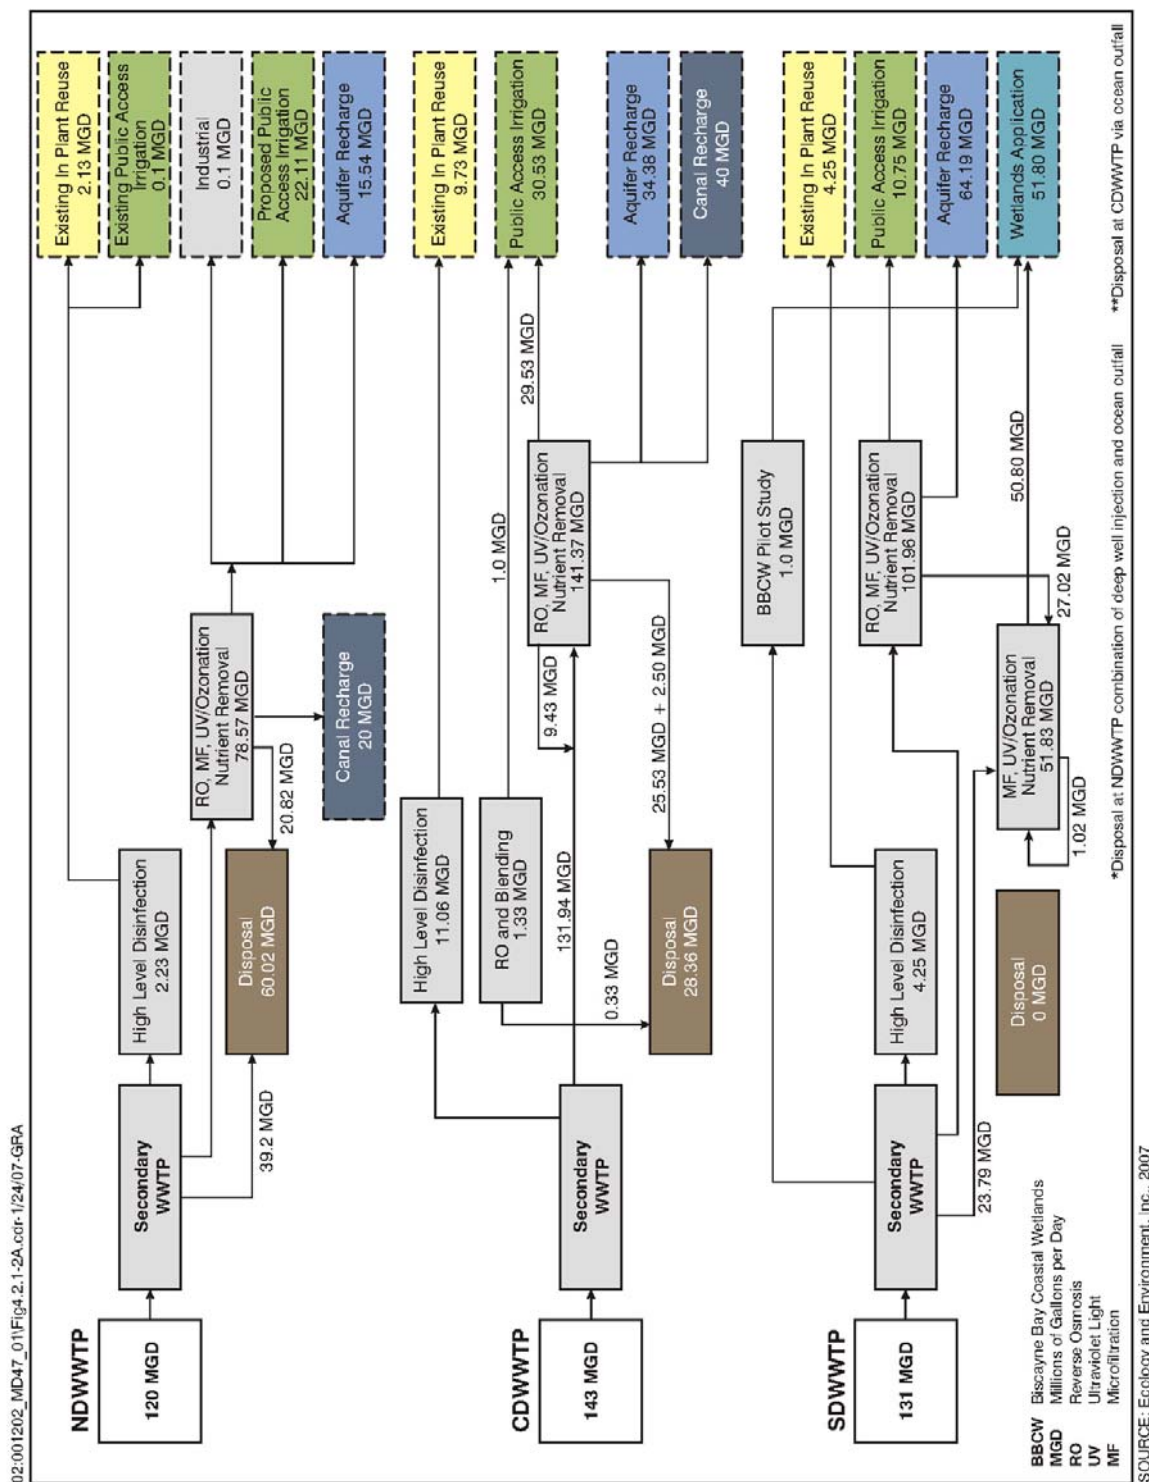 02:001202_MD47_01\Fig4.2.1-2A.cdr-1/24/07-GRA
NDWWTP
120 MGD
Secondary
WWTP
High Level Disinfection
2.23 MGD
39.2 MGD
Disposal
60.02 MGD
20.82 MGD
RO, MF, UV/Ozonation
Nutrient Removal
78.57 MGD
Canal Recharge
20 MGD
Existing In Plant Reuse
2.13 MGD
Existing Public Access
Irrigation
0.1 MGD
Industrial
0.1 MGD
Proposed Public
Access Irrigation
22.11 MGD
Aquifer Recharge
15.54 MGD
CDWWTP
143 MGD
Secondary
WWTP
High Level Disinfection
11.06 MGD
RO and Blending
1.33 MGD
0.33 MGD
131.94 MGD
Disposal
28.36 MGD
9.43 MGD
25.53 MGD + 2.50 MGD
RO, MF, UV/Ozonation
Nutrient Removal
141.37 MGD
1.0 MGD
29.53 MGD
Existing In Plant Reuse
9.73 MGD
Public Access Irrigation
30.53 MGD
Aquifer Recharge
34.38 MGD
Canal Recharge
40 MGD
SDWWTP
131 MGD
Secondary
WWTP
High Level Disinfection
4.25 MGD
23.79 MGD
Disposal
0 MGD
BBCW Pilot Study
1.0 MGD
RO, MF, UV/Ozonation
Nutrient Removal
101.96 MGD
MF, UV/Ozonation
Nutrient Removal
51.83 MGD
1.02 MGD
27.02 MGD
50.80 MGD
Existing In Plant Reuse
4.25 MGD
Public Access Irrigation
10.75 MGD
Aquifer Recharge
64.19 MGD
Wetlands Application
51.80 MGD
BBCW Biscayne Bay Coastal Wetlands
MGD Millions of Gallons per Day
RO Reverse Osmosis
UV Ultraviolet Light
MF Microfiltration
*Disposal at NDWWTP combination of deep well injection and ocean outfall **Disposal at CDWWTP via ocean outfall
SOURCE: Ecology and Environment, Inc., 2007